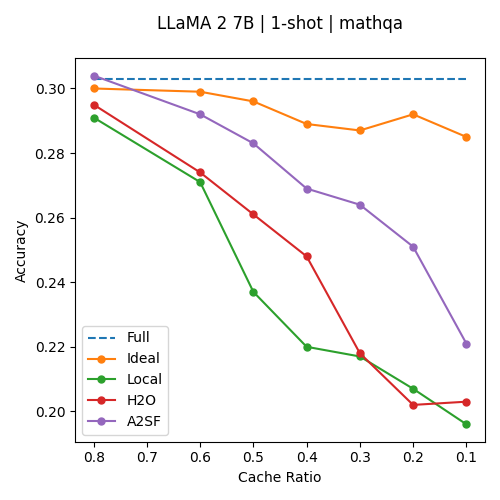 LLaMA 2 7B | 1-shot | mathqa
Accuracy
0.30
0.28
0.26
0.24
0.22
0.20
Full
Ideal
Local
H2O
A2SF
0.8 0.7 0.6 0.5 0.4 0.3 0.2 0.1
Cache Ratio